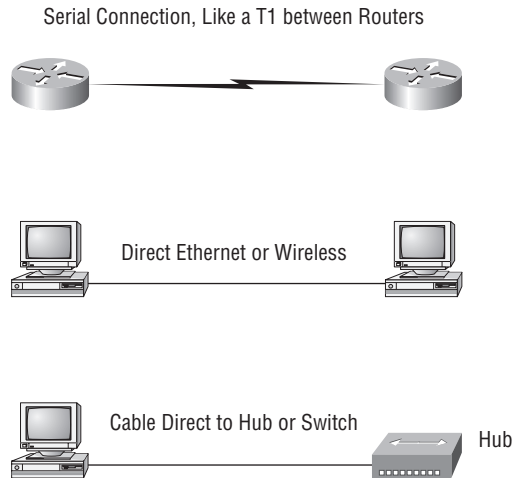 Serial Connection, Like a T1 between Routers
Direct Ethernet or Wireless
Cable Direct to Hub or Switch
Hub